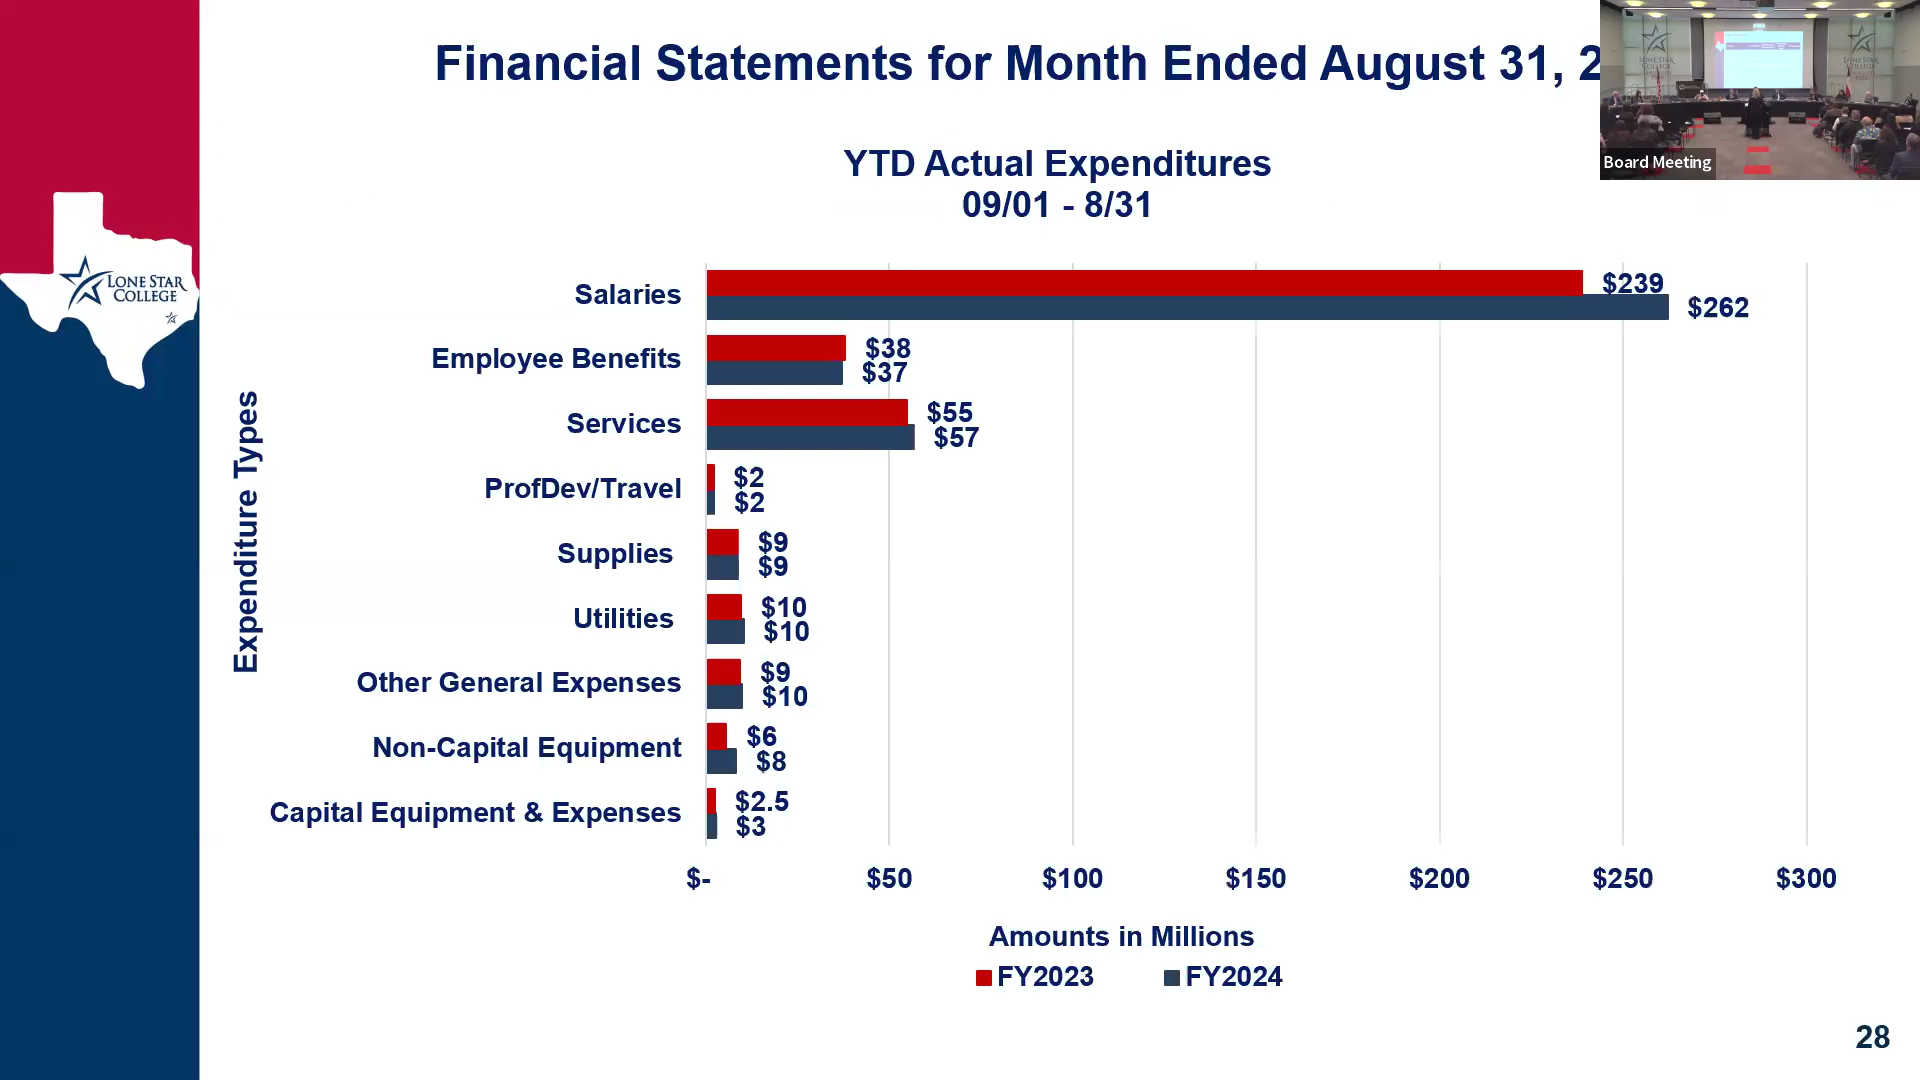 Financial Statements for Month Ended August 31, 2
Board Meeting
YTD Actual Expenditures
09/01 - 8/31
LONE STAR
COLLEGE
Expenditure Types
Salaries
$239
$262
Employee Benefits
$38
$37
Services
$55
$57
ProfDev/Travel
$2
$2
Supplies
$9
$9
Utilities
$10
$10
Other General Expenses
$9
$10
Non-Capital Equipment
$6
$8
Capital Equipment & Expenses
$2.5
$3
$- $50 $100 $150 $200 $250 $300
Amounts in Millions
FY2023 FY2024
28